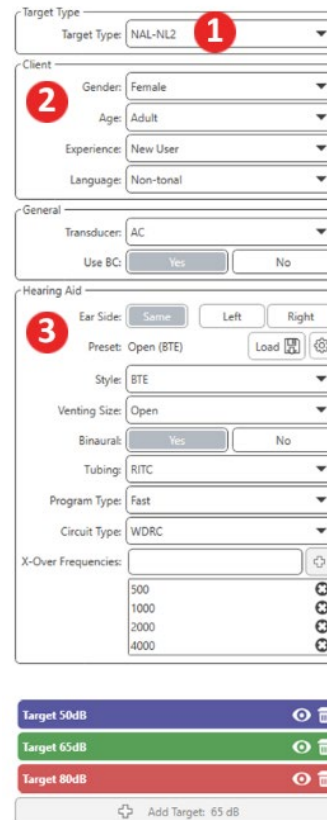 Target Type
Target Type: NAL-NL2
1
Client
2
Gender: Female
Age: Adult
Experience: New User
Language: Non-tonal
General
Transducer: AC
Use BC: Yes No
Hearing Aid
3
Ear Side: Same Left Right
Preset: Open (BTE) Load
Style: BTE
Venting Size: Open
Binaural: Yes No
Tubing: RITC
Program Type: Fast
Circuit Type: WDRC
X-Over Frequencies:
500
1000
2000
4000
Target 50dB
Target 65dB
Target 80dB
Add Target: 65 dB